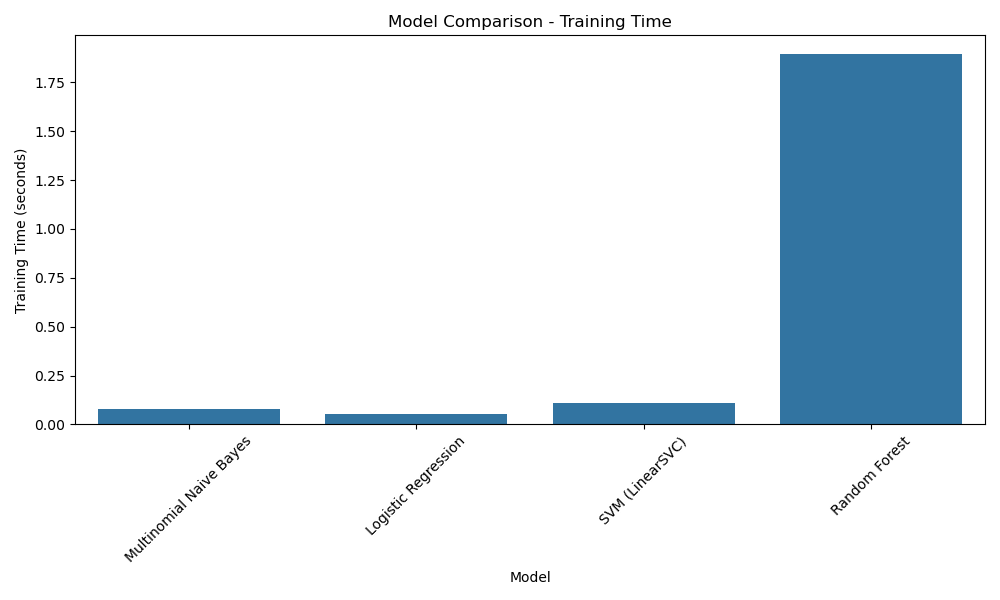 Model Comparison - Training Time
Training Time (seconds)
1.75
1.50
1.25
1.00
0.75
0.50
0.25
0.00
Multinomial Naive Bayes
Logistic Regression
SVM (LinearSVC)
Random Forest
Model